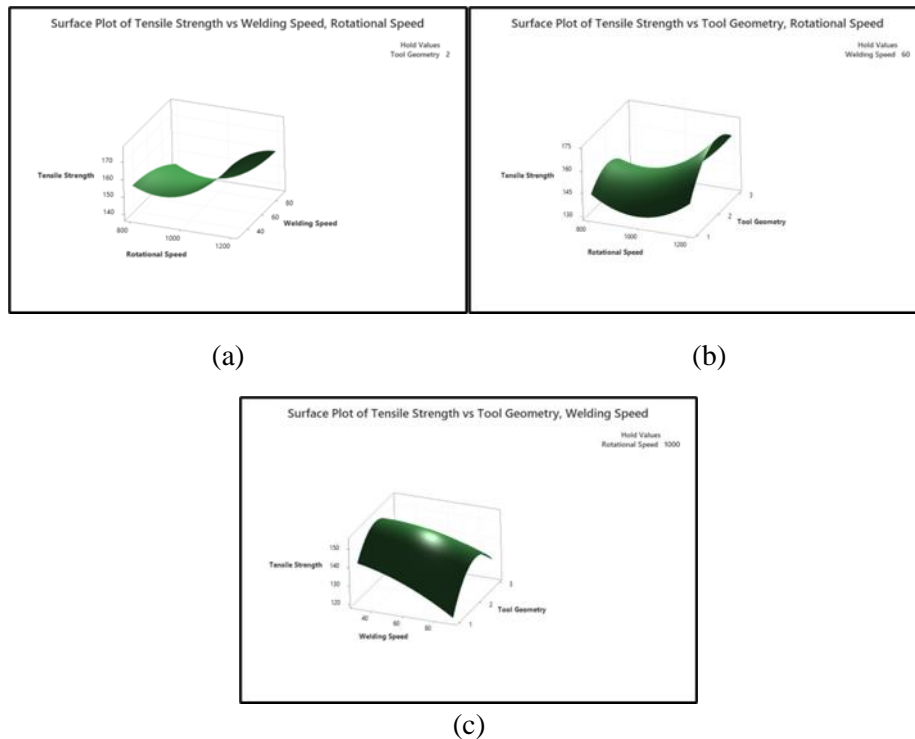 Surface Plot of Tensile Strength vs Welding Speed, Rotational Speed
Hold Values
Tool Geometry 2
170
160
150
140
Tensile Strength
800
1000
1200
Rotational Speed
40
60
80
Welding Speed
(a)
Surface Plot of Tensile Strength vs Tool Geometry, Rotational Speed
Hold Values
Welding Speed 60
175
160
145
130
Tensile Strength
800
1000
1200
Rotational Speed
1
2
3
Tool Geometry
(b)
Surface Plot of Tensile Strength vs Tool Geometry, Welding Speed
Hold Values
Rotational Speed 1000
150
140
130
120
Tensile Strength
40
60
80
Welding Speed
1
2
3
Tool Geometry
(c)